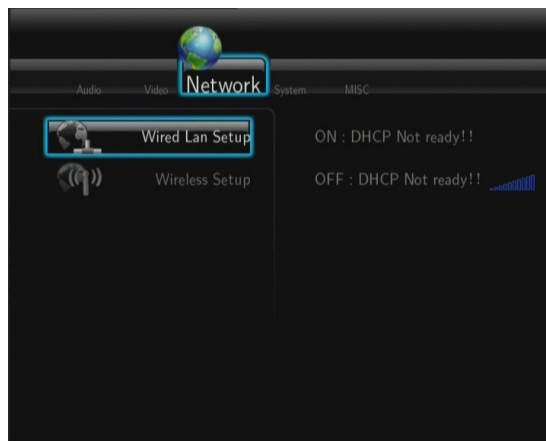 Audio Video Network System MISC
Wired Lan Setup ON : DHCP Not ready!!
Wireless Setup OFF : DHCP Not ready!!